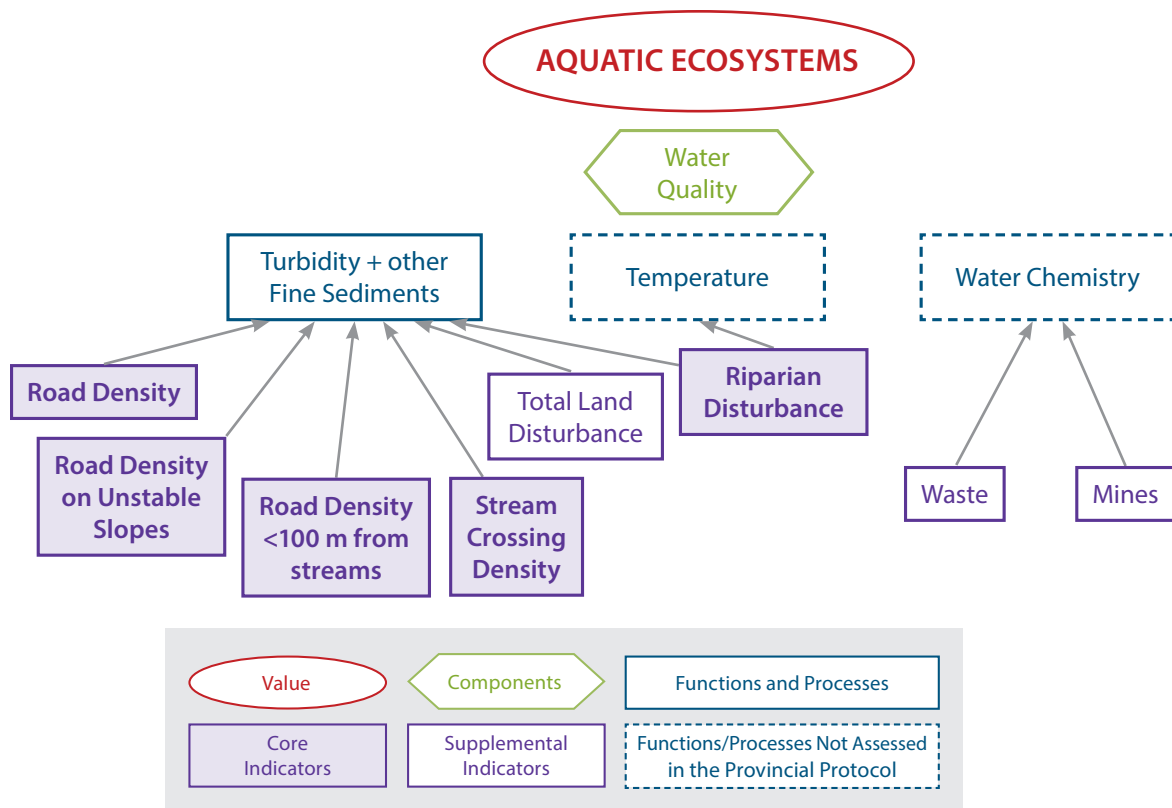 AQUATIC ECOSYSTEMS
Water
Quality
Turbidity + other
Fine Sediments
Temperature
Water Chemistry
Road Density
Road Density
on Unstable
Slopes
Road Density
<100 m from
streams
Stream
Crossing
Density
Total Land
Disturbance
Riparian
Disturbance
Waste
Mines
Value
Components
Functions and Processes
Core
Indicators
Supplemental
Indicators
Functions/Processes Not Assessed
in the Provincial Protocol